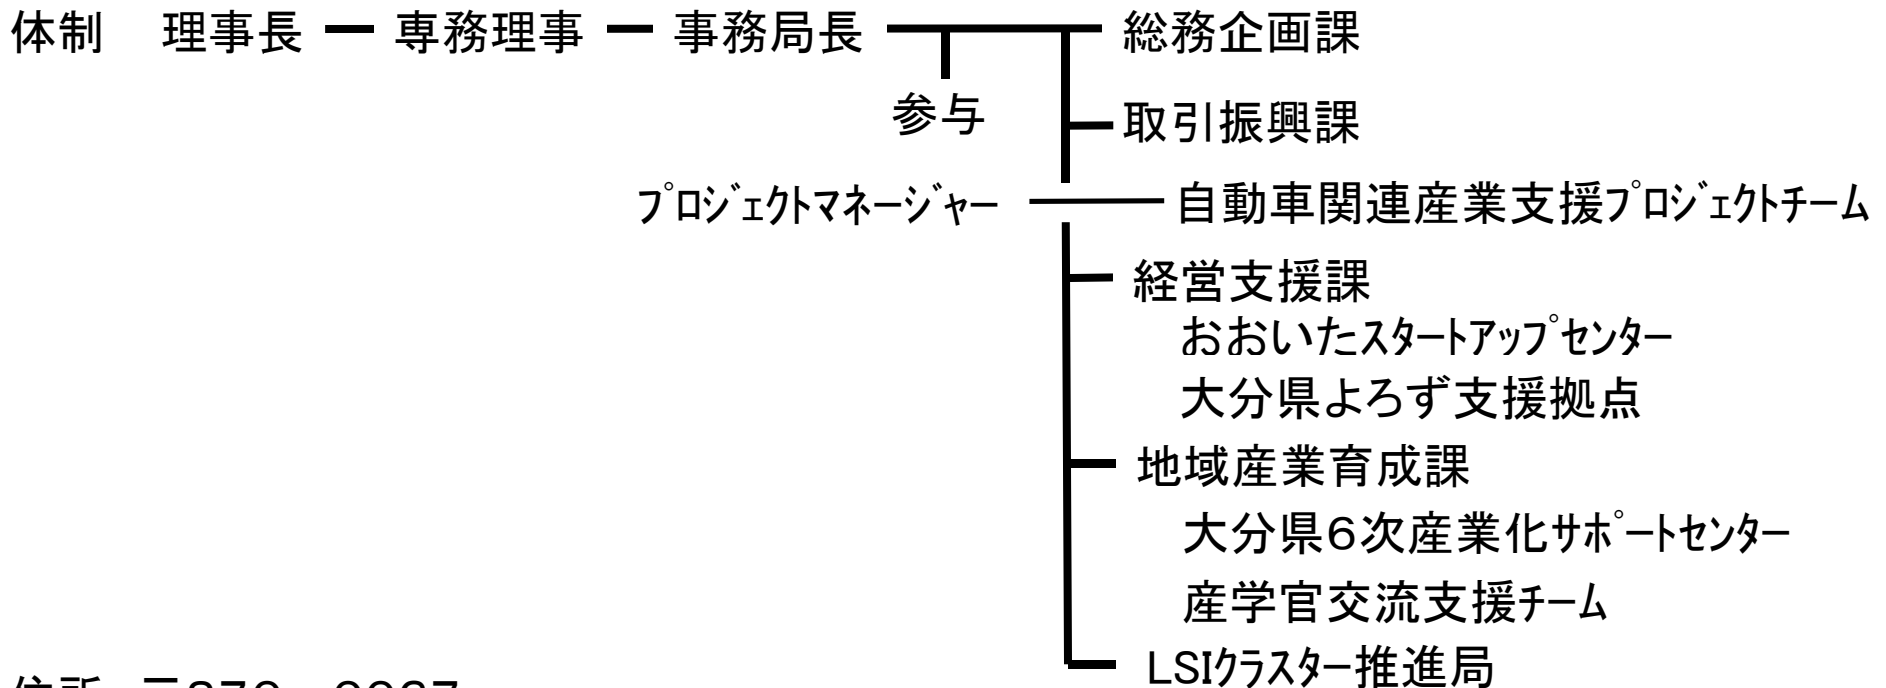 体制　理事長 ー 専務理事 ー 事務局長 総務企画課
参与
取引振興課
ﾌﾟﾛｼﾞｪｸﾄﾏﾈｰｼﾞｬｰ 自動車関連産業支援ﾌﾟﾛｼﾞｪｸﾄﾁｰﾑ
経営支援課
おおいたｽﾀｰﾄｱｯﾌﾟｾﾝﾀｰ
大分県よろず支援拠点
地域産業育成課
大分県６次産業化ｻﾎﾟｰﾄｾﾝﾀｰ
産学官交流支援ﾁｰﾑ
LSIｸﾗｽﾀｰ推進局